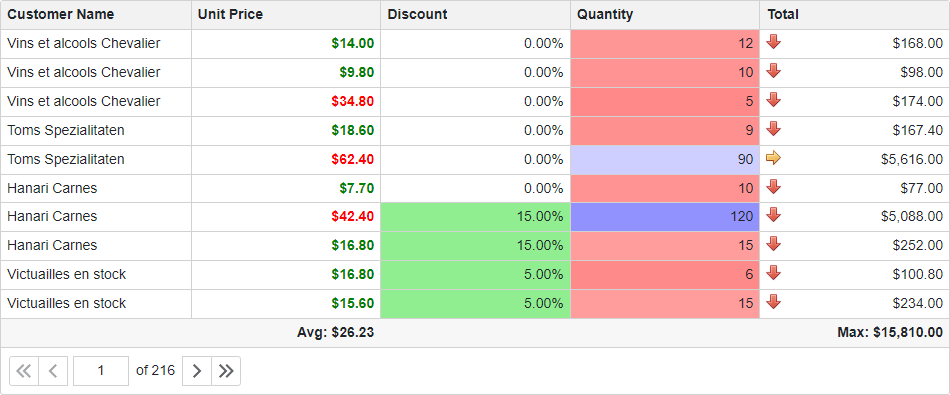 Customer Name Unit Price Discount Quantity Total
Vins et alcools Chevalier $14.00 0.00% 12 $168.00
Vins et alcools Chevalier $9.80 0.00% 10 $98.00
Vins et alcools Chevalier $34.80 0.00% 5 $174.00
Toms Spezialitaten $18.60 0.00% 9 $167.40
Toms Spezialitaten $62.40 0.00% 90 $5,616.00
Hanari Carnes $7.70 0.00% 10 $77.00
Hanari Carnes $42.40 15.00% 120 $5,088.00
Hanari Carnes $16.80 15.00% 15 $252.00
Victuailles en stock $16.80 5.00% 6 $100.80
Victuailles en stock $15.60 5.00% 15 $234.00
Avg: $26.23 Max: $15,810.00
1 of 216